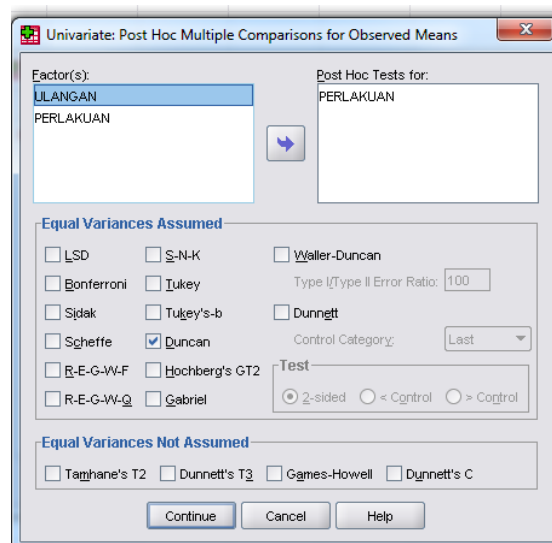 Univariate: Post Hoc Multiple Comparisons for Observed Means
Factor(s): Post Hoc Tests for:
ULANGAN PERLAKUAN
PERLAKUAN
Equal Variances Assumed
LSD S-N-K Waller-Duncan
Bonferroni Tukey Type I/Type II Error Ratio: 100
Sidak Tukey's-b Dunnett
Scheffe Duncan Control Category: Last
R-E-G-W-F Hochberg's GT2 Test
R-E-G-W-Q Gabriel 2-sided < Control > Control
Equal Variances Not Assumed
Tamhane's T2 Dunnett's T3 Games-Howell Dunnett's C
Continue Cancel Help